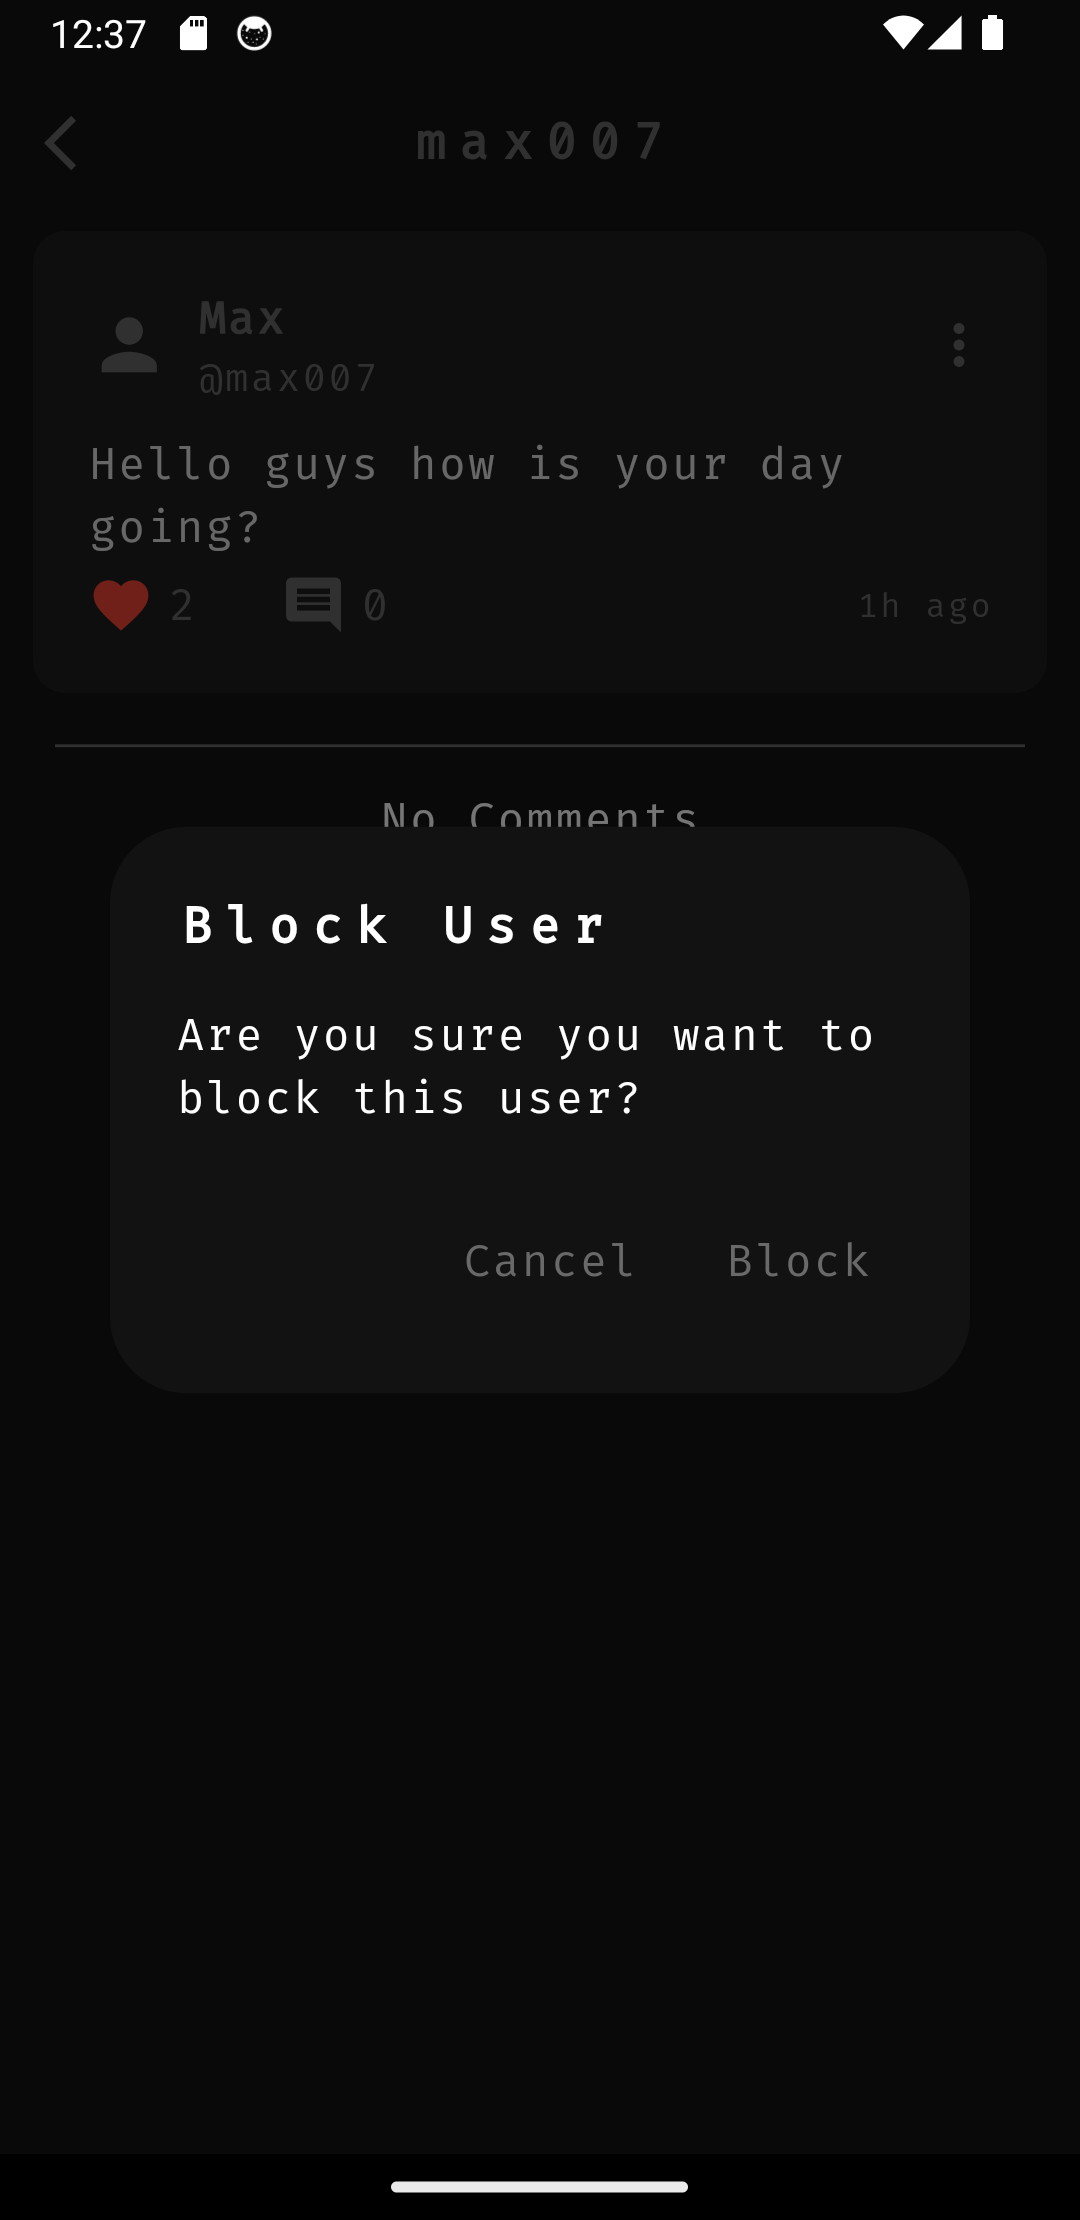 12:37
max007
Max
@max007
Hello guys how is your day
going?
2
0
1h ago
No Comments
Block User
Are you sure you want to
block this user?
Cancel
Block